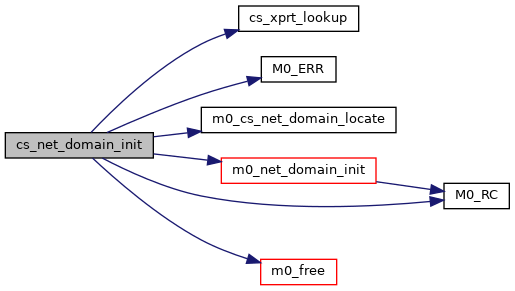 cs_xprt_lookup
M0_ERR
m0_cs_net_domain_locate
cs_net_domain_init
m0_net_domain_init
M0_RC
m0_free